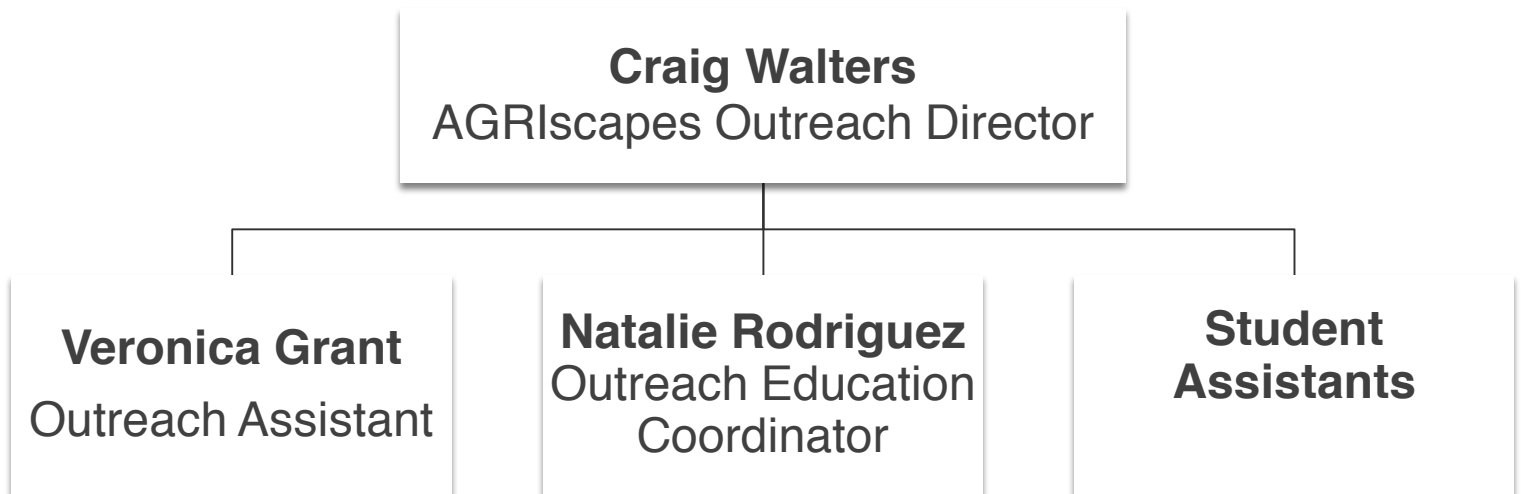 Craig Walters
AGRIscapes Outreach Director
Veronica Grant
Outreach Assistant
Natalie Rodriguez
Outreach Education
Coordinator
Student
Assistants